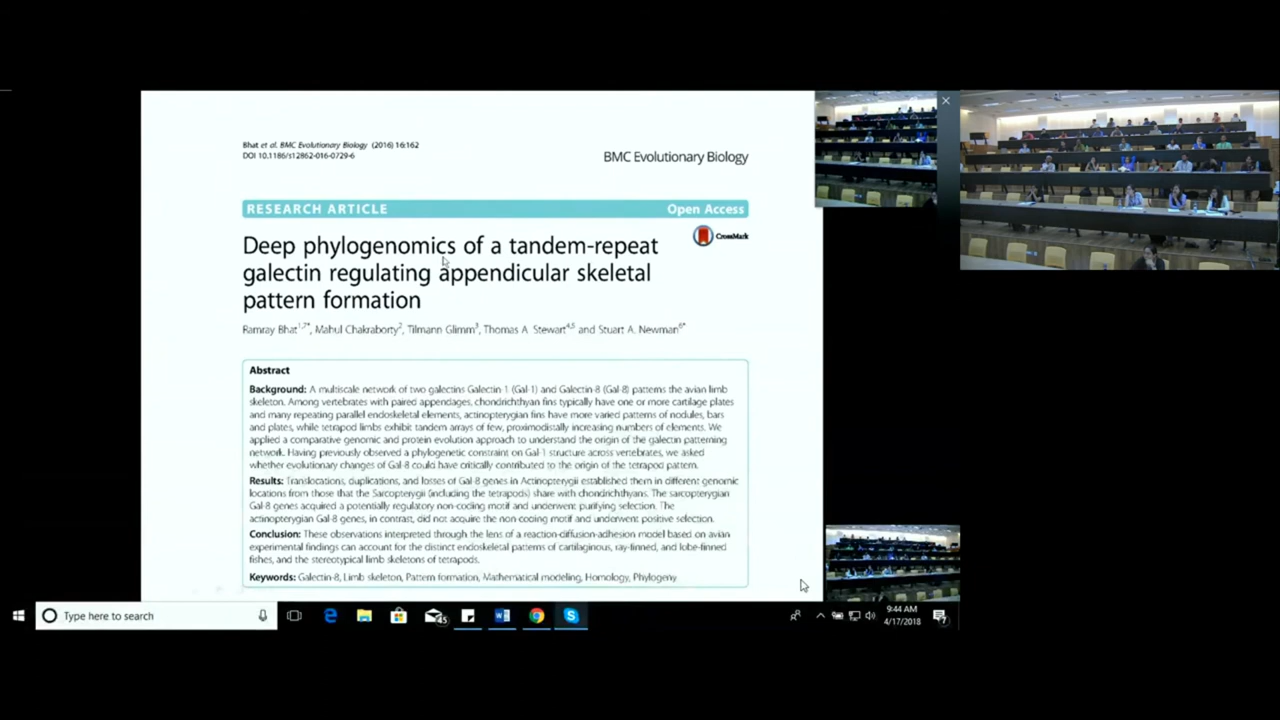 Bhat et al. BMC Evolutionary Biology (2016) 16:162
DOI 10.1186/s12862-016-0729-6
BMC Evolutionary Biology
RESEARCH ARTICLE
Open Access
CrossMark
Deep phylogenomics of a tandem-repeat
galectin regulating appendicular skeletal
pattern formation
Ramray Bhat1,7*, Mahul Chakraborty2, Tilmann Glimm3, Thomas A. Stewart4,5 and Stuart A. Newman6*
Abstract
Background: A multiscale network of two galectins Galectin-1 (Gal-1) and Galectin-8 (Gal-8) patterns the avian limb
skeleton. Among vertebrates with paired appendages, chondrichthyan fins typically have one or more cartilage plates
and many repeating parallel endoskeletal elements, actinopterygian fins have more varied patterns of nodules, bars
and plates, while tetrapod limbs exhibit tandem arrays of few, proximodistally increasing numbers of elements. We
applied a comparative genomic and protein evolution approach to understand the origin of the galectin patterning
network. Having previously observed a phylogenetic constraint on Gal-1 structure across vertebrates, we asked
whether evolutionary changes of Gal-8 could have critically contributed to the origin of the tetrapod pattern.
Results: Translocations, duplications, and losses of Gal-8 genes in Actinopterygii established them in different genomic
locations from those that the Sarcopterygii (including the tetrapods) share with chondrichthyans. The sarcopterygian
Gal-8 genes acquired a potentially regulatory non-coding motif and underwent purifying selection. The
actinopterygian Gal-8 genes, in contrast, did not acquire the non-coding motif and underwent positive selection.
Conclusion: These observations interpreted through the lens of a reaction-diffusion-adhesion model based on avian
experimental findings can account for the distinct endoskeletal patterns of cartilaginous, ray-finned, and lobe-finned
fishes, and the stereotypical limb skeletons of tetrapods.
Keywords: Galectin-8, Limb skeleton, Pattern formation, Mathematical modeling, Homology, Phylogeny
Type here to search
45
9:44 AM
4/17/2018
7